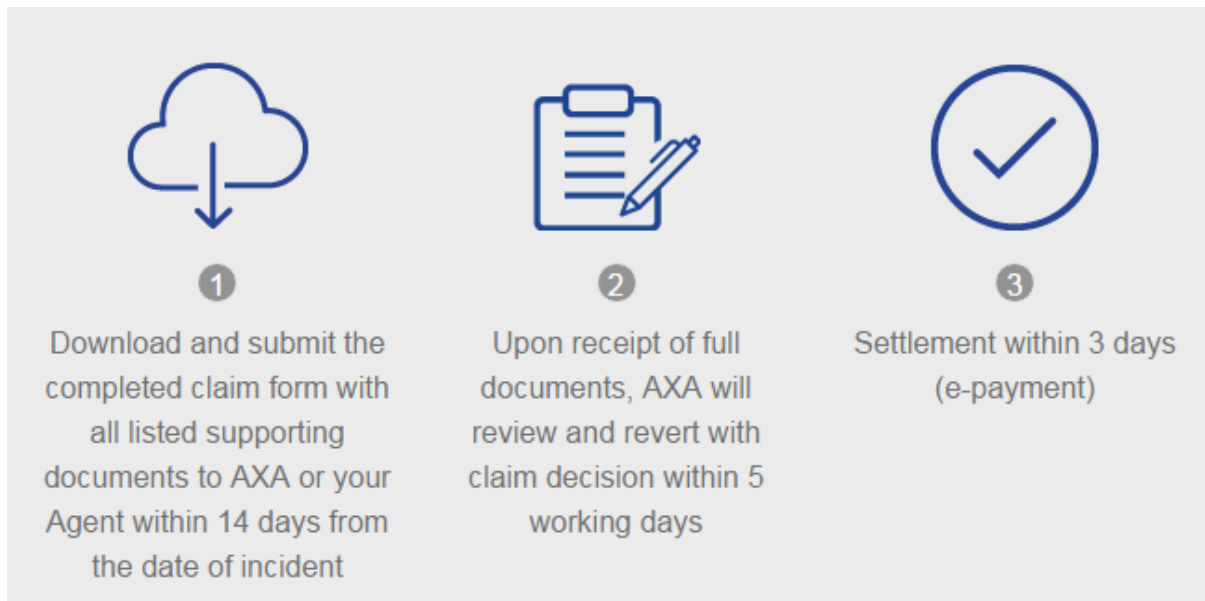 1
Download and submit the
completed claim form with
all listed supporting
documents to AXA or your
Agent within 14 days from
the date of incident
2
Upon receipt of full
documents, AXA will
review and revert with
claim decision within 5
working days
3
Settlement within 3 days
(e-payment)